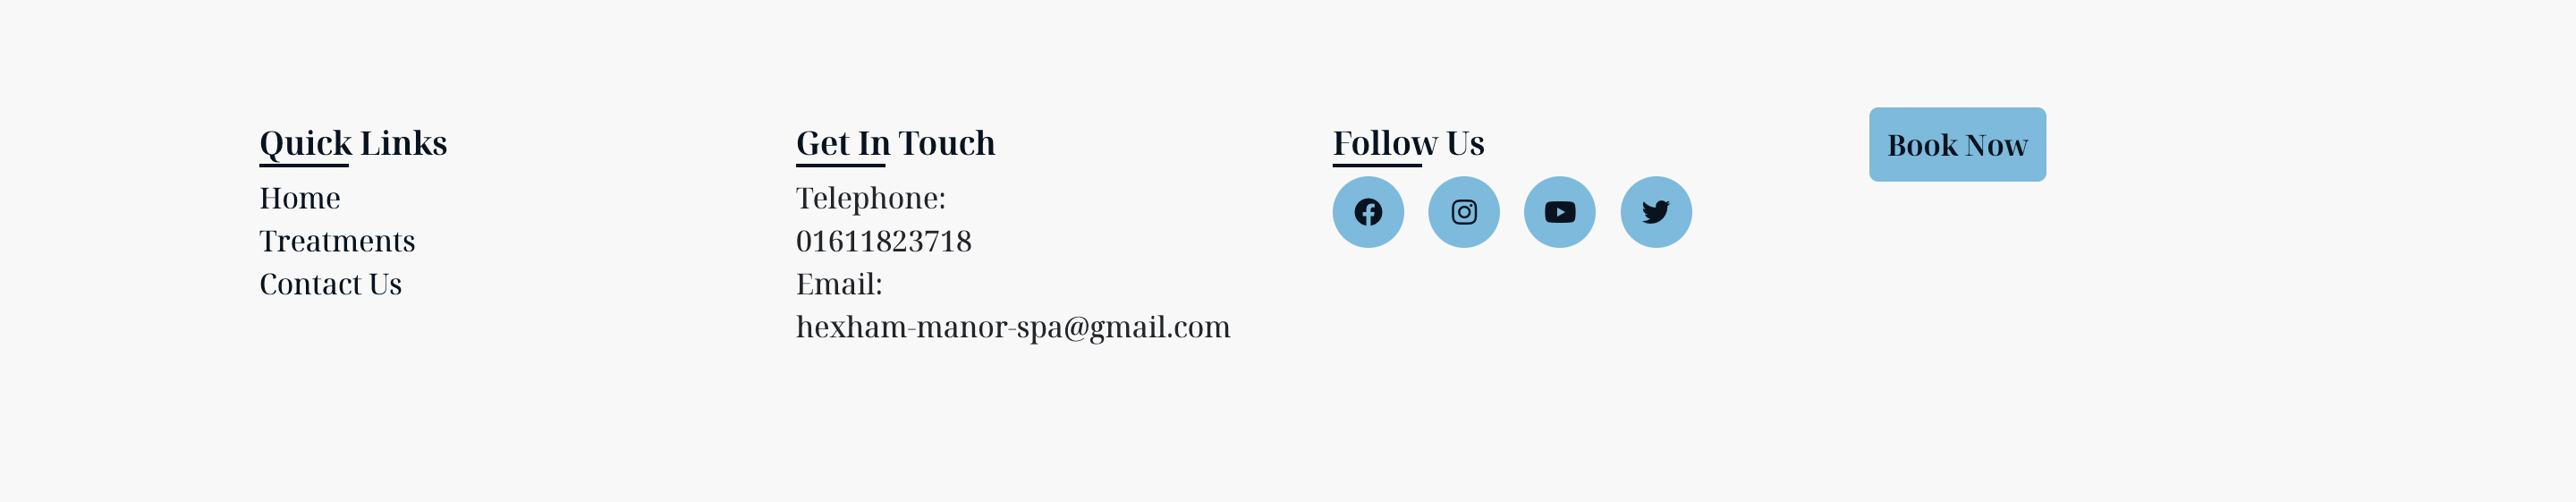 Quick Links
Home
Treatments
Contact Us
Get In Touch
Telephone:
01611823718
Email:
hexham-manor-spa@gmail.com
Follow Us
Book Now